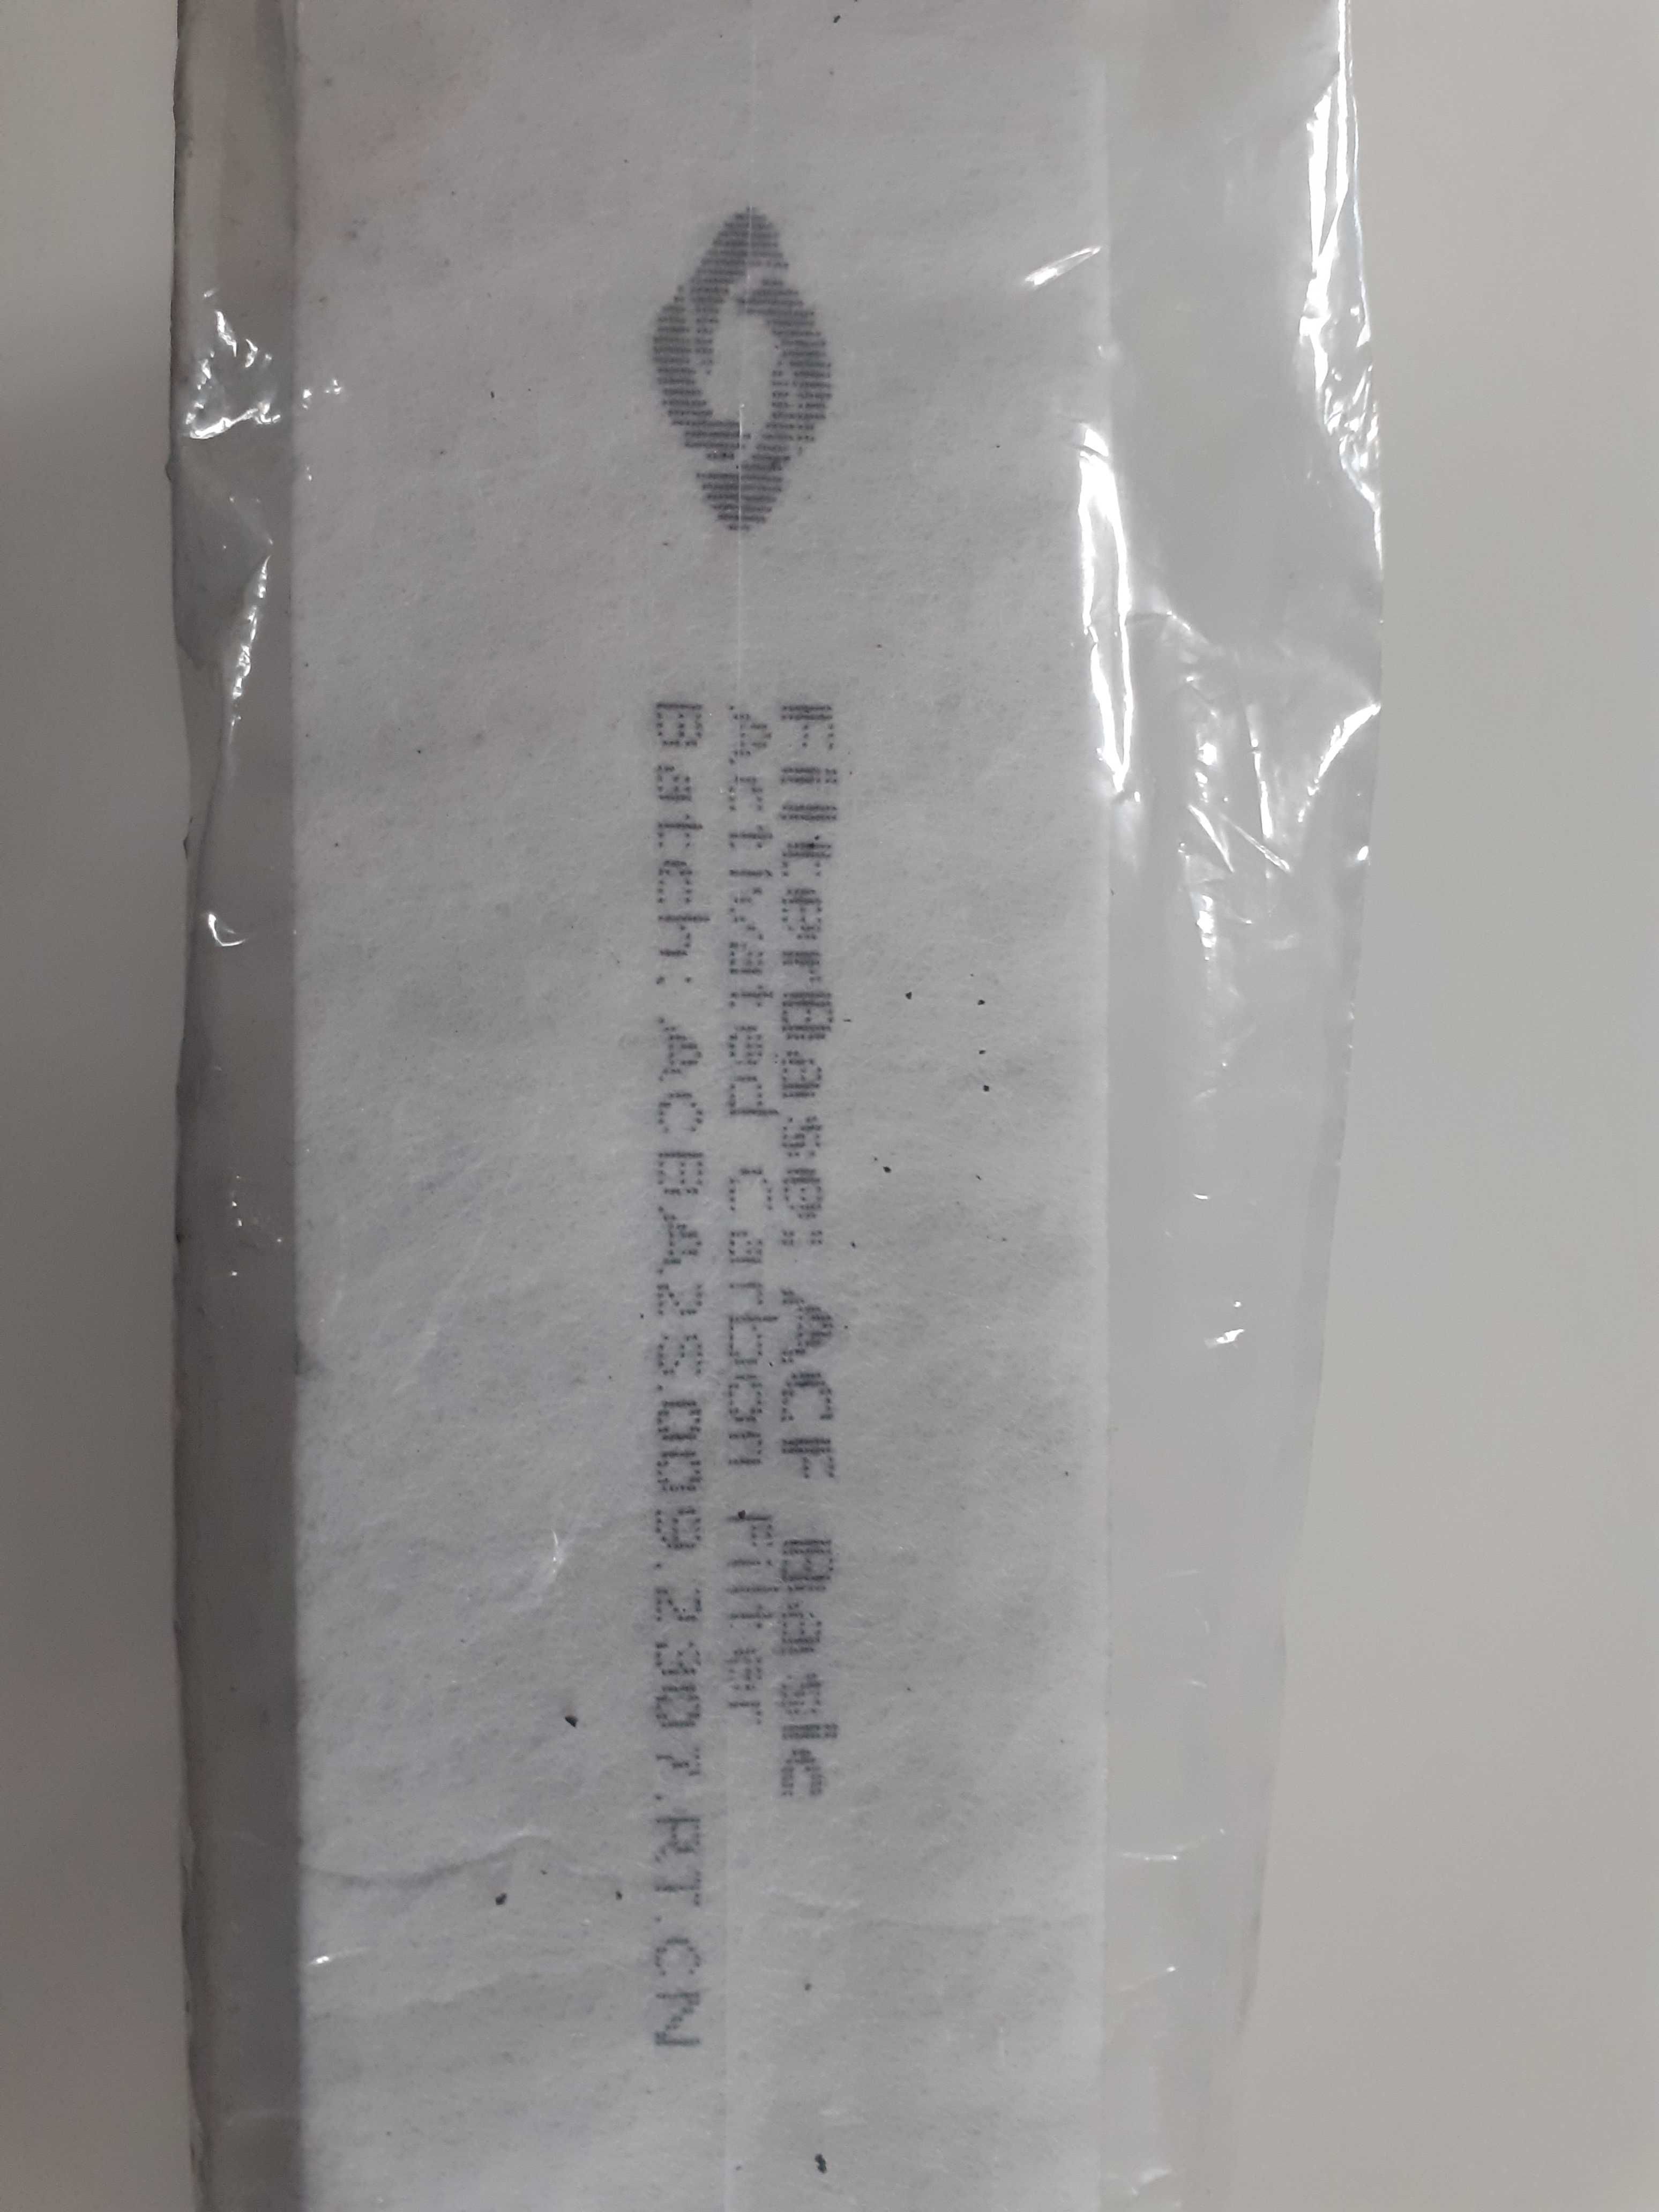 FilterBase: ACF Basic
Activated Carbon Filter
Batch: ACBA25.009.2307.RT.CN